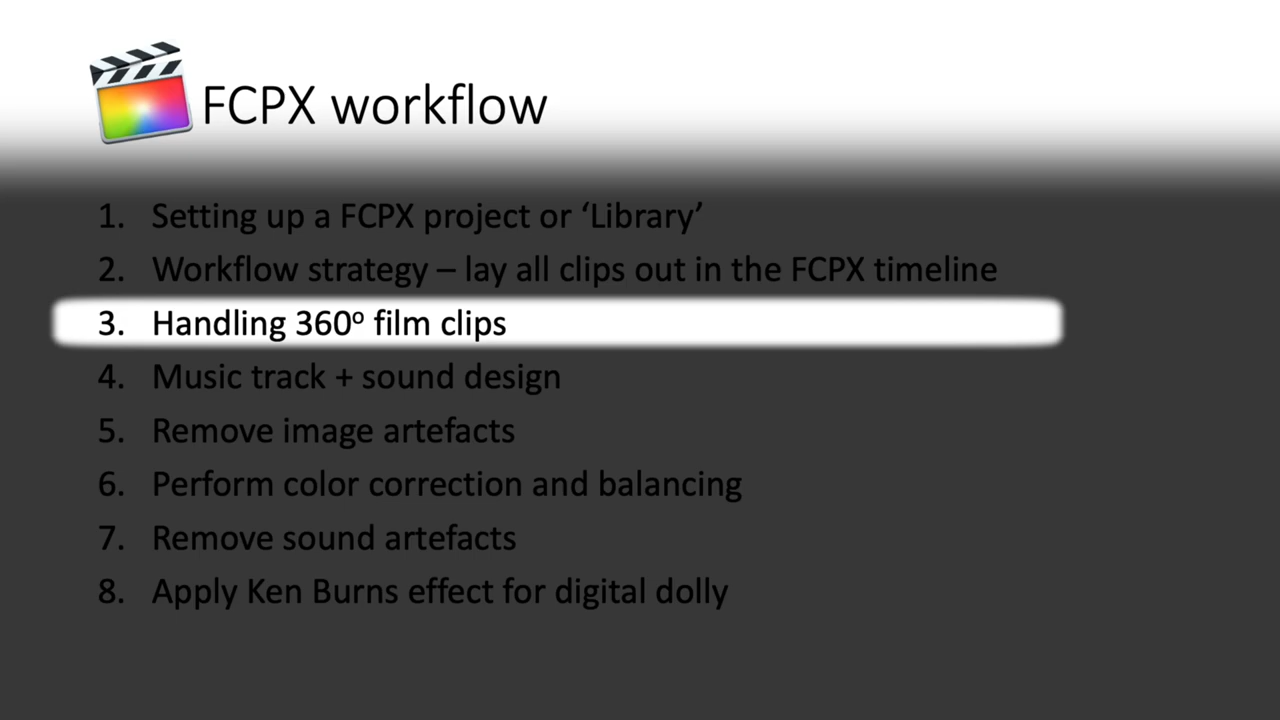 FCPX workflow
1. Setting up a FCPX project or ‘Library’
2. Workflow strategy – lay all clips out in the FCPX timeline
3. Handling 360º film clips
4. Music track + sound design
5. Remove image artefacts
6. Perform color correction and balancing
7. Remove sound artefacts
8. Apply Ken Burns effect for digital dolly